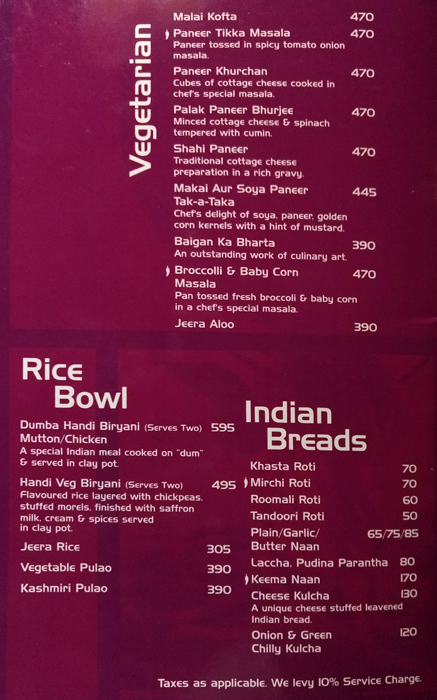 Vegetarian
Malai Kofta 470
Paneer Tikka Masala 470
Paneer tossed in spicy tomato onion
masala.
Paneer Khurchan 470
Cubes of cottage cheese cooked in
chef's special masala.
Palak Paneer Bhurjee 470
Minced cottage cheese & spinach
tempered with cumin.
Shahi Paneer 470
Traditional cottage cheese
preparation in a rich gravy.
Makai Aur Soya Paneer 445
Tak-a-Taka
Chef's delight of soya, paneer, golden
corn kernels with a hint of mustard.
Baigan Ka Bharta 390
An outstanding work of culinary art.
Broccolli & Baby Corn 470
Masala
Pan tossed fresh broccoli & baby corn
in a chef's special masala.
Jeera Aloo 390
Rice
Bowl
Dumba Handi Biryani (Serves Two) 595
Mutton/Chicken
A special Indian meal cooked on "dum"
& served in clay pot.
Handi Veg Biryani (Serves Two) 495
Flavoured rice layered with chickpeas,
stuffed morels, finished with saffron
milk, cream & spices served
in clay pot.
Jeera Rice 305
Vegetable Pulao 390
Kashmiri Pulao 390
Indian
Breads
Khasta Roti 70
Mirchi Roti 70
Roomali Roti 60
Tandoori Roti 50
Plain/Garlic/ 65/75/85
Butter Naan
Laccha, Pudina Parantha 80
Keema Naan 170
Cheese Kulcha 130
A unique cheese stuffed leavened
Indian bread.
Onion & Green 120
Chilly Kulcha
Taxes as applicable. We levy 10% Service Charge.